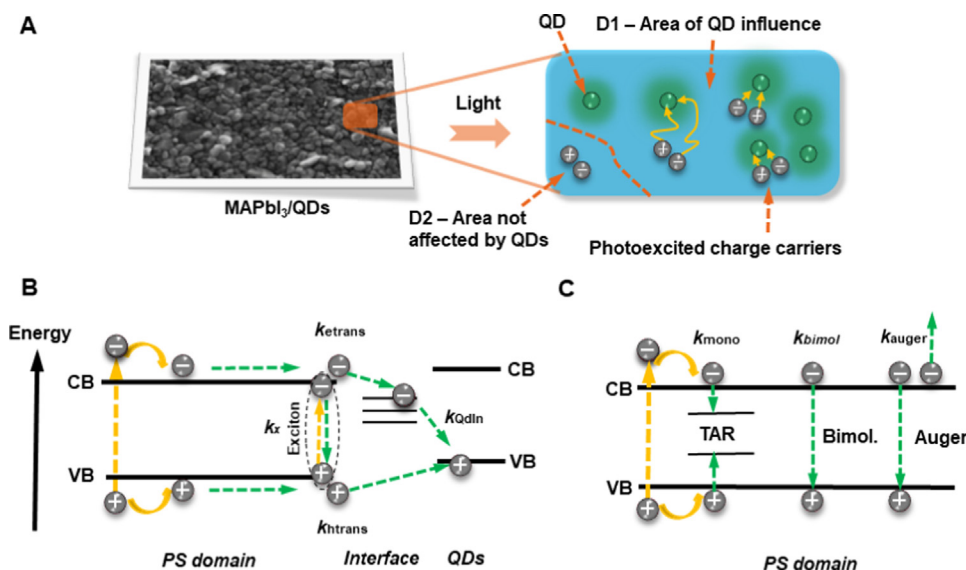 A
QD
D1 – Area of QD influence
Light
MAPbI₃/QDs
D2 – Area not
affected by QDs
Photoexcited charge carriers
B
Energy
CB
VB
kx
Exciton
ketrans
khtrans
kQdIn
CB
VB
PS domain
Interface
QDs
C
CB
VB
kmono
kbimol
kauger
TAR
Bimol.
Auger
PS domain